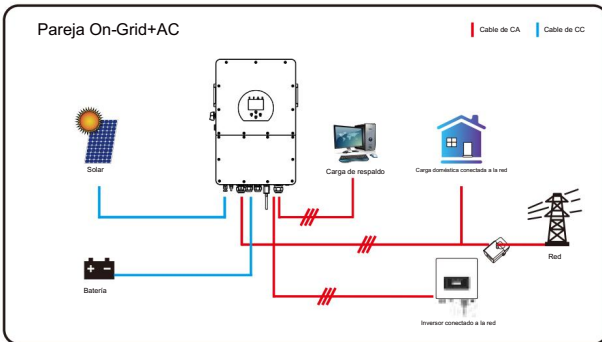 Pareja On-Grid+AC
Cable de CA
Cable de CC
Solar
Carga de respaldo
Carga doméstica conectada a la red
Red
Batería
Inversor conectado a la red